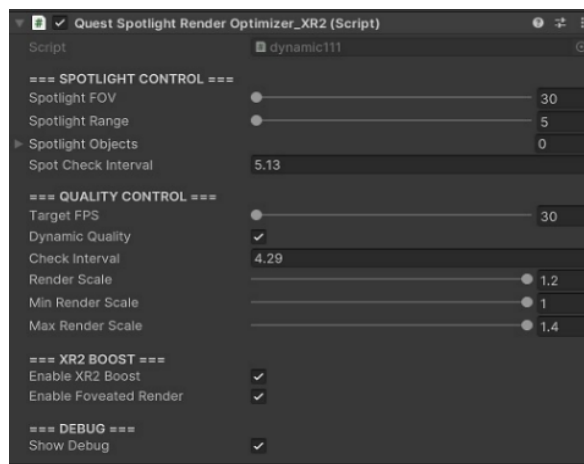 Quest Spotlight Render Optimizer_XR2 (Script)
Script dynamic111
=== SPOTLIGHT CONTROL ===
Spotlight FOV 30
Spotlight Range 5
Spotlight Objects 0
Spot Check Interval 5.13
=== QUALITY CONTROL ===
Target FPS 30
Dynamic Quality
Check Interval 4.29
Render Scale 1.2
Min Render Scale 1
Max Render Scale 1.4
=== XR2 BOOST ===
Enable XR2 Boost
Enable Foveated Render
=== DEBUG ===
Show Debug